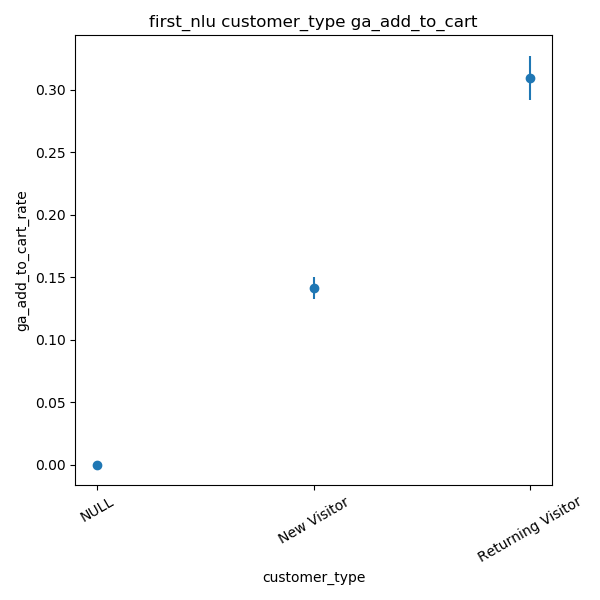 first_nlu customer_type ga_add_to_cart
ga_add_to_cart_rate
0.30
0.25
0.20
0.15
0.10
0.05
0.00
NULL
New Visitor
Returning Visitor
customer_type